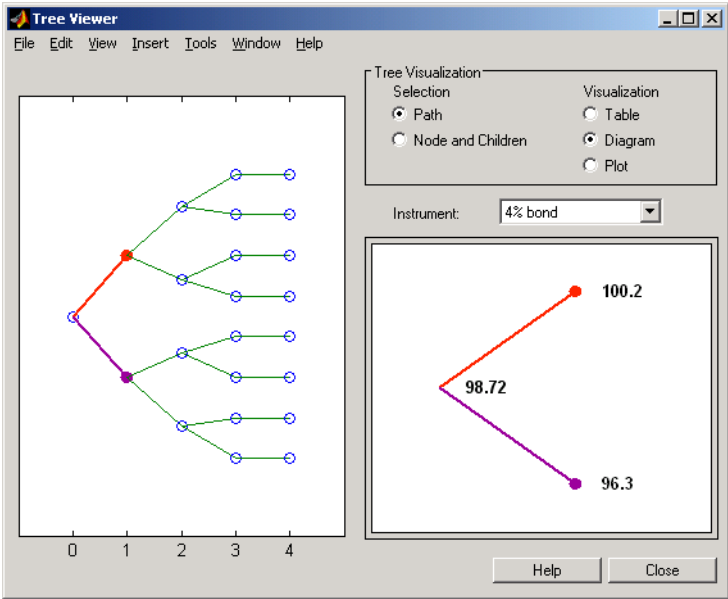 Tree Viewer
File Edit View Insert Tools Window Help
Tree Visualization
Selection Visualization
Path Table
Node and Children Diagram
Plot
Instrument: 4% bond
100.2
98.72
96.3
0 1 2 3 4
Help Close